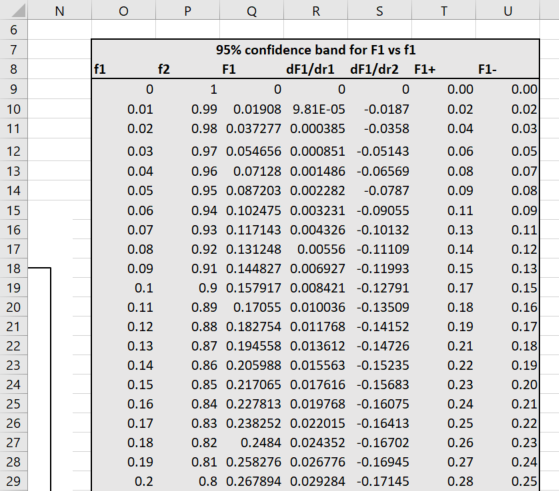 N O P Q R S T U
6
7 95% confidence band for F1 vs f1
8 f1 f2 F1 dF1/dr1 dF1/dr2 F1+ F1-
9 0 1 0 0 0 0.00 0.00
10 0.01 0.99 0.01908 9.81E-05 -0.0187 0.02 0.02
11 0.02 0.98 0.037277 0.000385 -0.0358 0.04 0.03
12 0.03 0.97 0.054656 0.000851 -0.05143 0.06 0.05
13 0.04 0.96 0.07128 0.001486 -0.06569 0.08 0.07
14 0.05 0.95 0.087203 0.002282 -0.0787 0.09 0.08
15 0.06 0.94 0.102475 0.003231 -0.09055 0.11 0.09
16 0.07 0.93 0.117143 0.004326 -0.10132 0.13 0.11
17 0.08 0.92 0.131248 0.00556 -0.11109 0.14 0.12
18 0.09 0.91 0.144827 0.006927 -0.11993 0.15 0.13
19 0.1 0.9 0.157917 0.008421 -0.12791 0.17 0.15
20 0.11 0.89 0.17055 0.010036 -0.13509 0.18 0.16
21 0.12 0.88 0.182754 0.011768 -0.14152 0.19 0.17
22 0.13 0.87 0.194558 0.013612 -0.14726 0.21 0.18
23 0.14 0.86 0.205988 0.015563 -0.15235 0.22 0.19
24 0.15 0.85 0.217065 0.017616 -0.15683 0.23 0.20
25 0.16 0.84 0.227813 0.019768 -0.16075 0.24 0.21
26 0.17 0.83 0.238252 0.022015 -0.16413 0.25 0.22
27 0.18 0.82 0.2484 0.024352 -0.16702 0.26 0.23
28 0.19 0.81 0.258276 0.026776 -0.16945 0.27 0.24
29 0.2 0.8 0.267894 0.029284 -0.17145 0.28 0.25